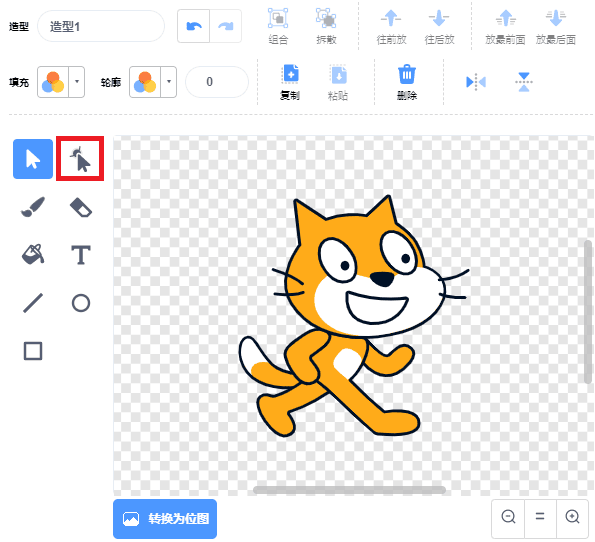 造型 造型1
组合 拆散 往前放 往后放 放最前面 放最后面
填充 轮廓 0
复制 粘贴 删除
T
转换为位图